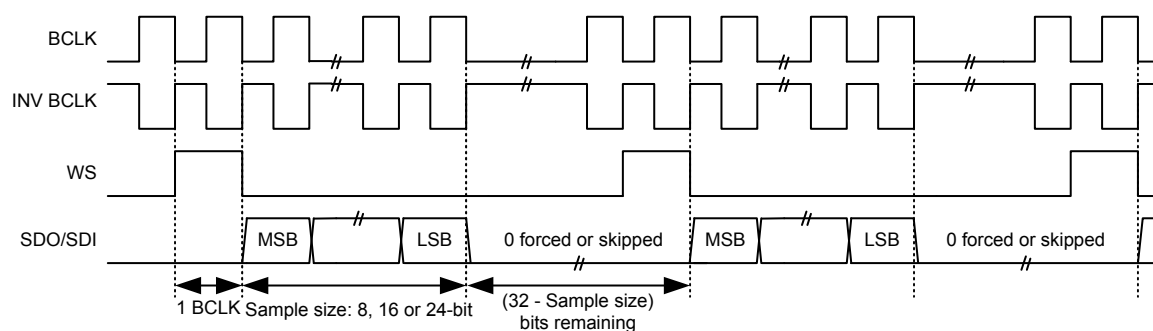 BCLK
INV BCLK
WS
SDO/SDI
MSB
LSB
0 forced or skipped
MSB
LSB
0 forced or skipped
1 BCLK
Sample size: 8, 16 or 24-bit
(32 - Sample size)
bits remaining